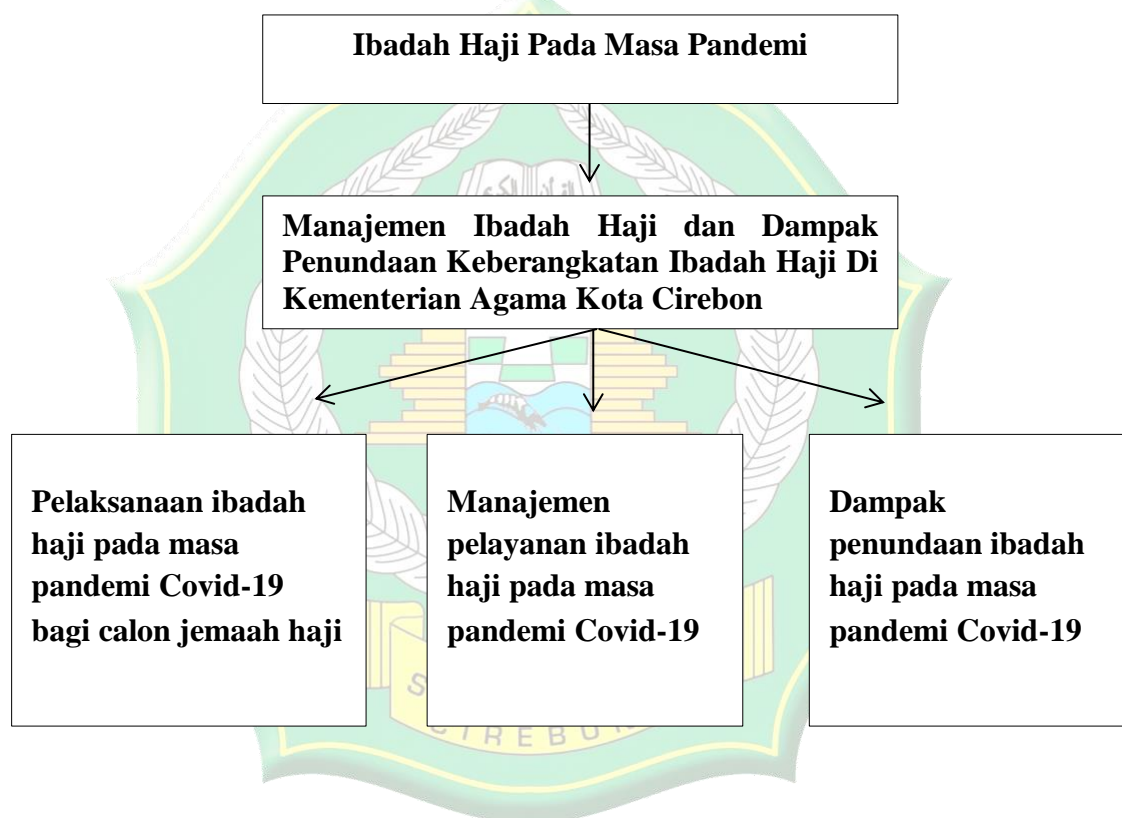 Ibadah Haji Pada Masa Pandemi
Manajemen Ibadah Haji dan Dampak
Penundaan Keberangkatan Ibadah Haji Di
Kementerian Agama Kota Cirebon
Pelaksanaan ibadah
haji pada masa
pandemi Covid-19
bagi calon jemaah haji
Manajemen
pelayanan ibadah
haji pada masa
pandemi Covid-19
Dampak
penundaan ibadah
haji pada masa
pandemi Covid-19